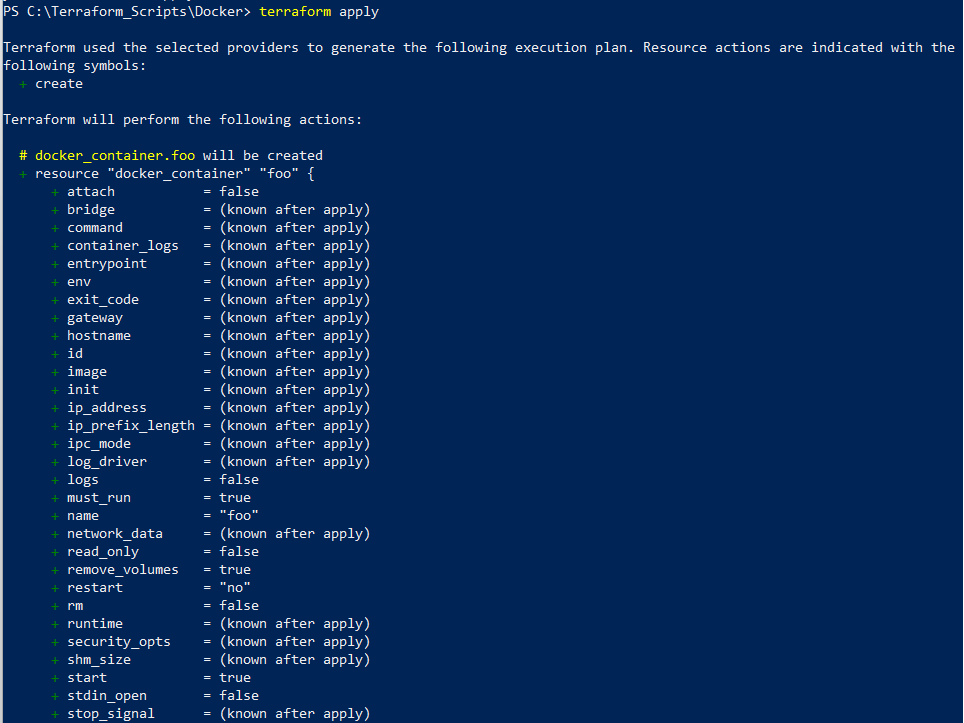 PS C:\Terraform_Scripts\Docker> terraform apply
Terraform used the selected providers to generate the following execution plan. Resource actions are indicated with the
following symbols:
+ create
Terraform will perform the following actions:
# docker_container.foo will be created
+ resource "docker_container" "foo" {
+ attach = false
+ bridge = (known after apply)
+ command = (known after apply)
+ container_logs = (known after apply)
+ entrypoint = (known after apply)
+ env = (known after apply)
+ exit_code = (known after apply)
+ gateway = (known after apply)
+ hostname = (known after apply)
+ id = (known after apply)
+ image = (known after apply)
+ init = (known after apply)
+ ip_address = (known after apply)
+ ip_prefix_length = (known after apply)
+ ipc_mode = (known after apply)
+ log_driver = (known after apply)
+ logs = false
+ must_run = true
+ name = "foo"
+ network_data = (known after apply)
+ read_only = false
+ remove_volumes = true
+ restart = "no"
+ rm = false
+ runtime = (known after apply)
+ security_opts = (known after apply)
+ shm_size = (known after apply)
+ start = true
+ stdin_open = false
+ stop_signal = (known after apply)